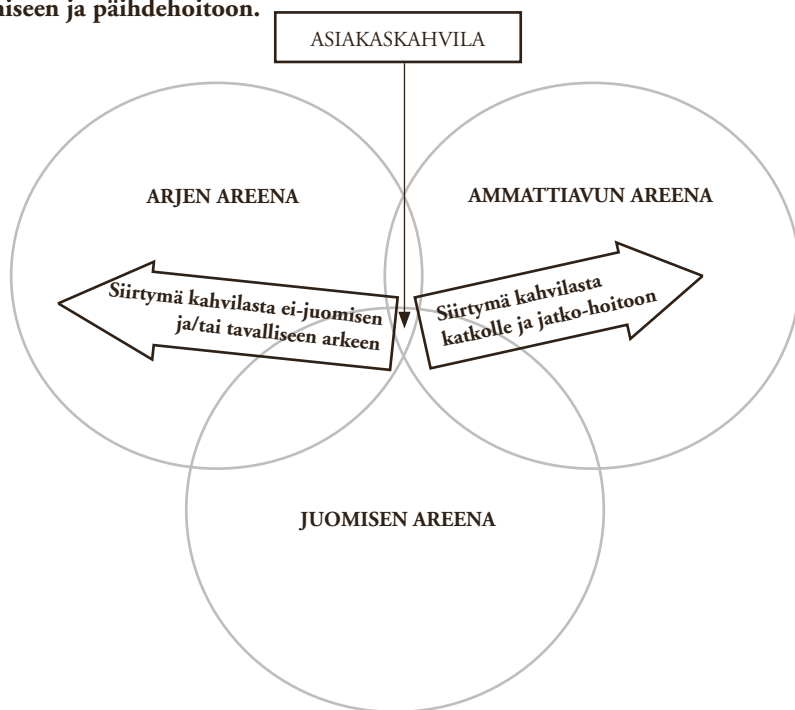 miseen ja päihdehoitoon.
ASIAKASKAHVILA
ARJEN AREENA
AMMATTIAVUN AREENA
Siirtymä kahvilasta ei-juomisen
ja/tai tavalliseen arkeen
Siirtymä kahvilasta
katkolle ja jatko-hoitoon
JUOMISEN AREENA